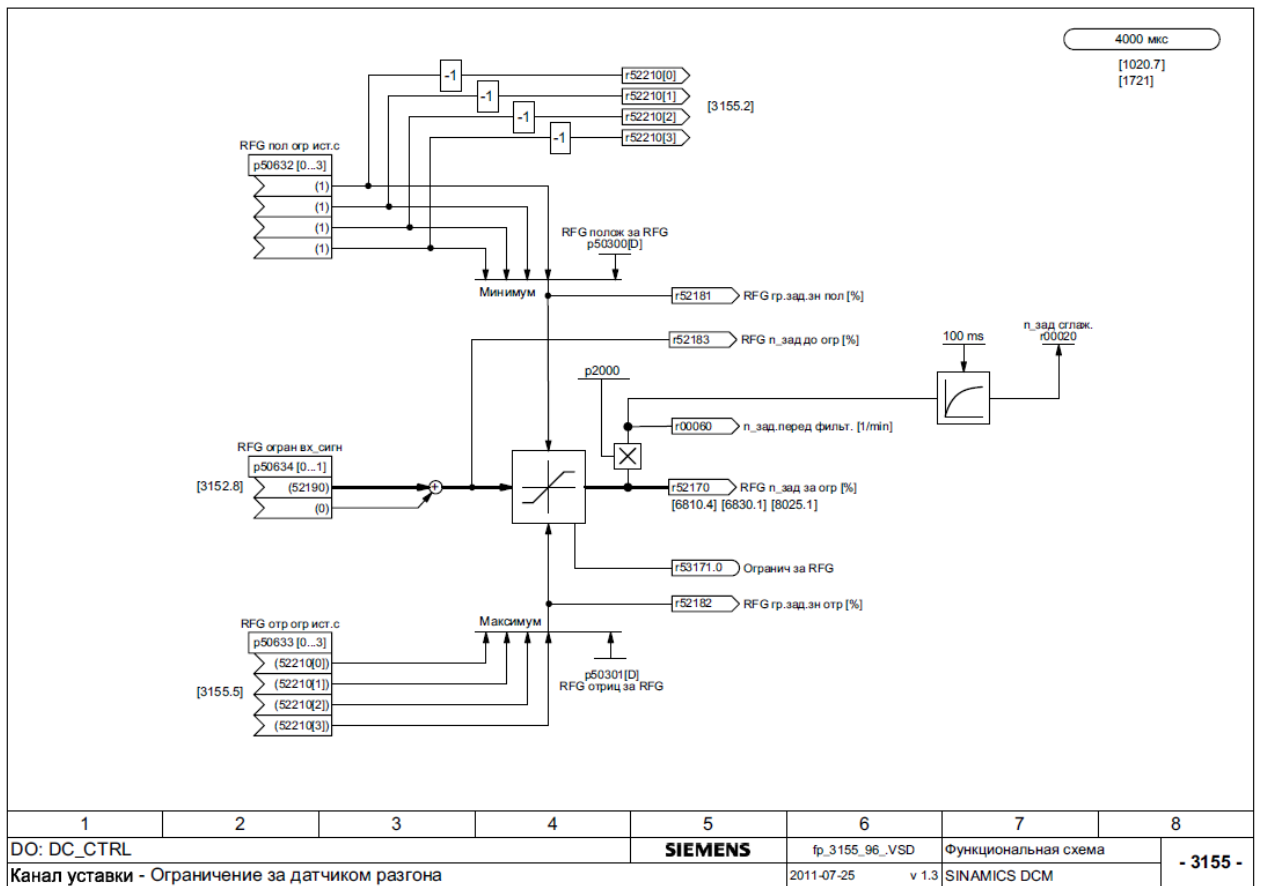 4000 мкс
[1020.7]
[1721]
-1
r52210[0]
-1
r52210[1]
[3155.2]
-1
r52210[2]
-1
r52210[3]
RFG пол огр ист.с
p50632 [0...3]
(1)
(1)
(1)
(1)
RFG полож за RFG
p50300[D]
Минимум
r52181
RFG гр.зад.зн пол [%]
r52183
RFG n_зад до огр [%]
100 ms
n_зад сглаж.
r00020
p2000
r00060
n_зад.перед фильт. [1/min]
RFG огран вх_сигн
p50634 [0...1]
[3152.8]
(52190)
(0)
+
r52170
RFG n_зад за огр [%]
[6810.4] [6830.1] [8025.1]
r53171.0
Огранич за RFG
r52182
RFG гр.зад.зн отр [%]
Максимум
RFG отр огр ист.с
p50633 [0...3]
[3155.5]
(52210[0])
(52210[1])
(52210[2])
(52210[3])
p50301[D]
RFG отриц за RFG
1 2 3 4 5 6 7 8
DO: DC_CTRL
SIEMENS
fp_3155_96_.VSD
Функциональная схема
- 3155 -
Канал уставки - Ограничение за датчиком разгона
2011-07-25 v 1.3
SINAMICS DCM